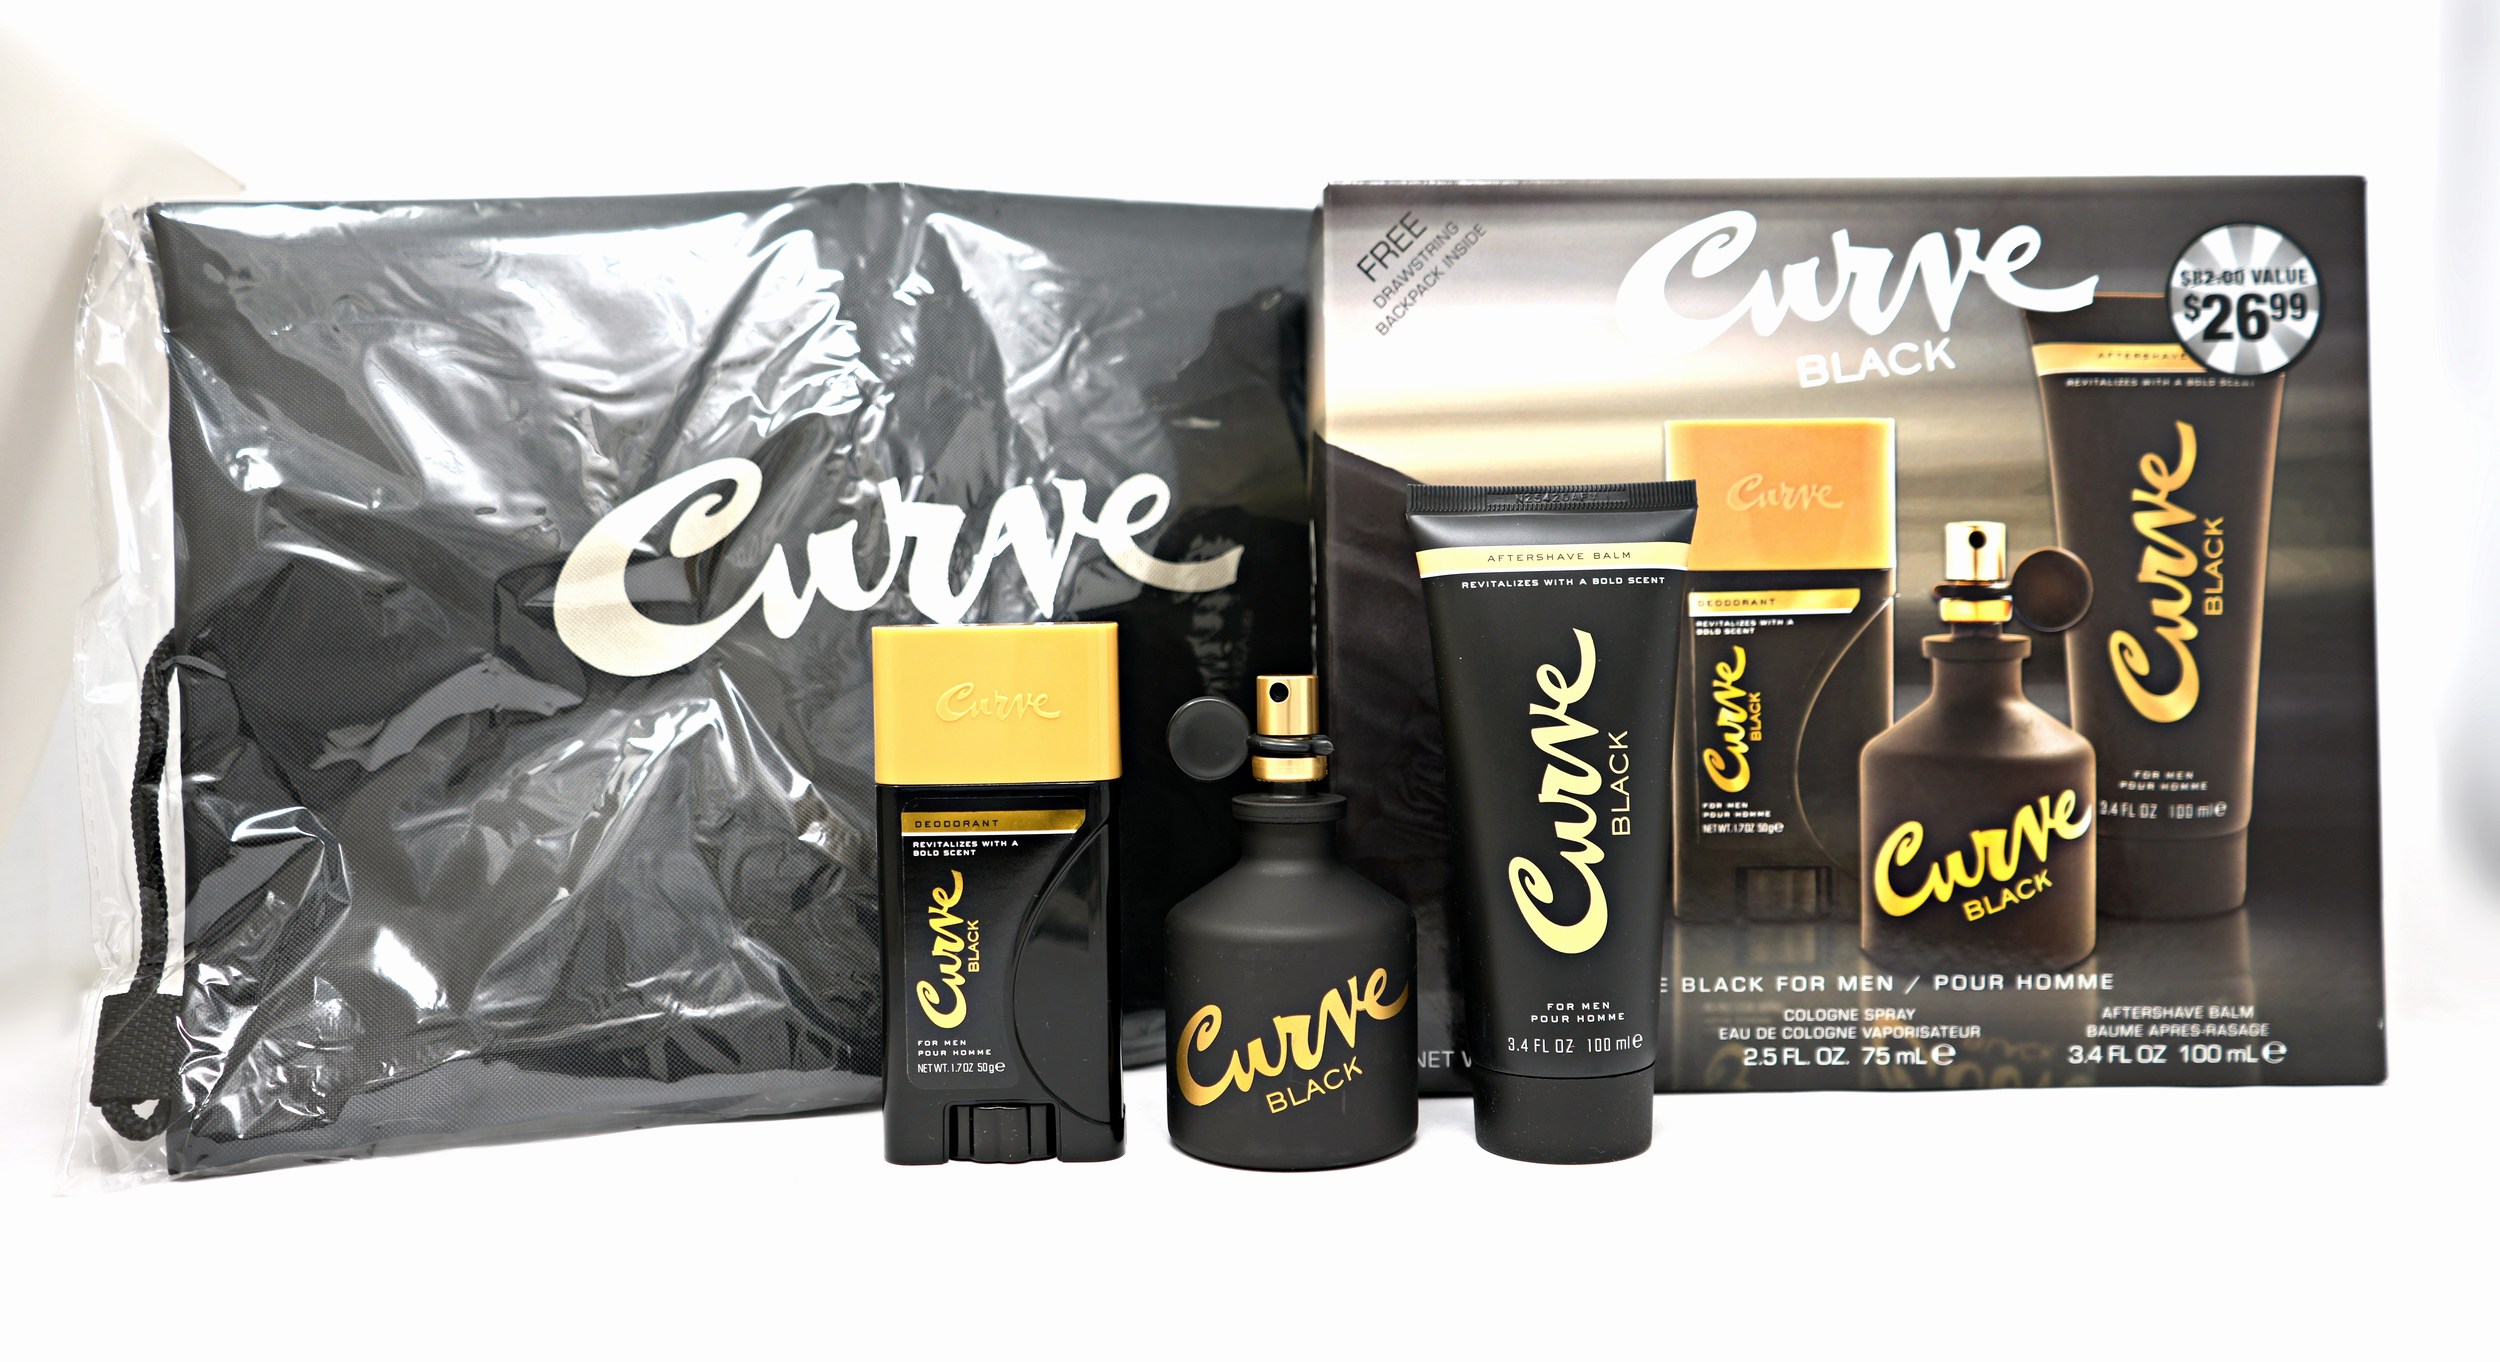 Curve
Curve
DEODORANT
REVITALIZES WITH A
BOLD SCENT
Curve
BLACK
FOR MEN
POUR HOMME
NET WT. 1.7 OZ 50g e
Curve
BLACK
AFTERSHAVE BALM
REVITALIZES WITH A BOLD SCENT
Curve
BLACK
FOR MEN
POUR HOMME
3.4 FL OZ 100 ml e
FREE
DRAWSTRING
BACKPACK INSIDE
Curve
BLACK
$82.00 VALUE
$26.99
Curve
DEODORANT
REVITALIZES WITH A
BOLD SCENT
Curve
BLACK
FOR MEN
POUR HOMME
NET WT. 1.7 OZ 50g e
Curve
BLACK
AFTERSHAVE
REVITALIZES WITH A BOLD SCENT
Curve
BLACK
FOR MEN
POUR HOMME
3.4 FL OZ 100 ml e
E BLACK FOR MEN / POUR HOMME
COLOGNE SPRAY
EAU DE COLOGNE VAPORISATEUR
2.5 FL. OZ. 75 mL e
AFTERSHAVE BALM
BAUME APRES-RASAGE
3.4 FL OZ 100 mL e
NET